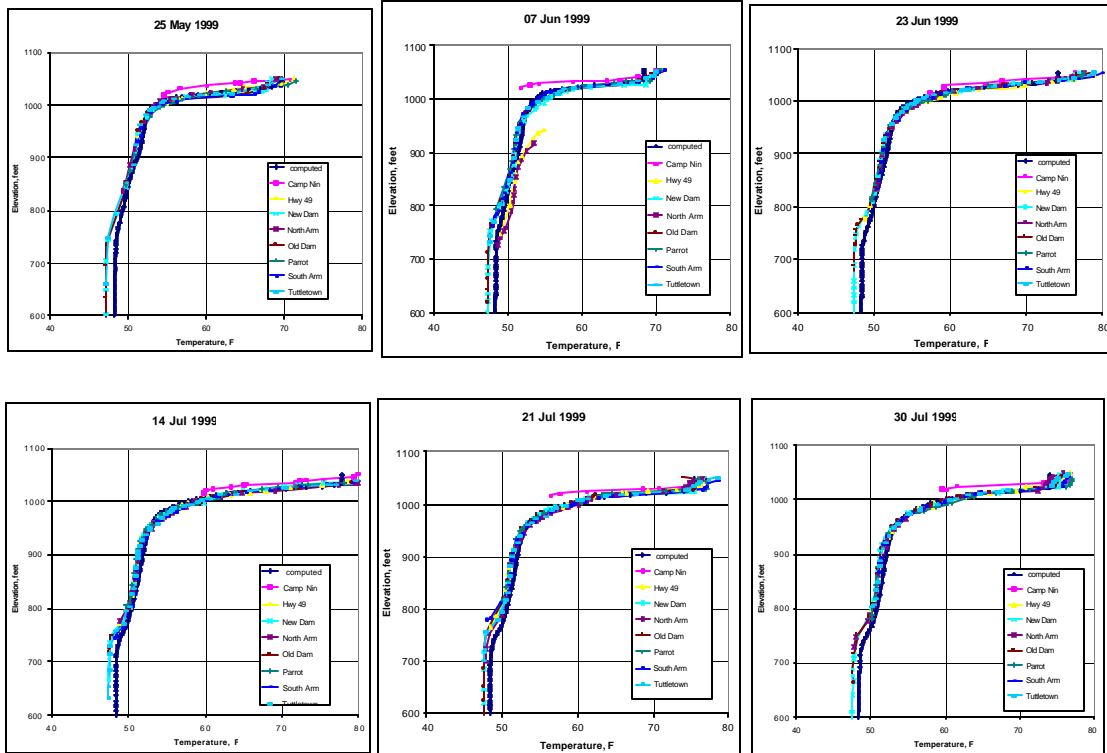 25 May 1999
1100
1000
900
800
700
600
40
50
60
70
80
Elevation, feet
Temperature, F
computed
Camp Nin
Hwy 49
New Dam
North Arm
Old Dam
Parrot
South Arm
Tuttletown
07 Jun 1999
1100
1000
900
800
700
600
40
50
60
70
80
Elevation, feet
Temperature, F
computed
Camp Nin
Hwy 49
New Dam
North Arm
Old Dam
Parrot
South Arm
Tuttletown
23 Jun 1999
1100
1000
900
800
700
600
40
50
60
70
80
Elevation, feet
Temperature, F
computed
Camp Nin
Hwy 49
New Dam
North Arm
Old Dam
Parrot
South Arm
Tuttletown
14 Jul 1999
1100
1000
900
800
700
600
40
50
60
70
80
Elevation, feet
Temperature, F
computed
Camp Nin
Hwy 49
New Dam
North Arm
Old Dam
Parrot
South Arm
Tuttletown
21 Jul 1999
1100
1000
900
800
700
600
40
50
60
70
80
Elevation, feet
Temperature, F
computed
Camp Nin
Hwy 49
New Dam
North Arm
Old Dam
Parrot
South Arm
Tuttletown
30 Jul 1999
1100
1000
900
800
700
600
40
50
60
70
80
Elevation, feet
Temperature, F
computed
Camp Nin
Hwy 49
New Dam
North Arm
Old Dam
Parrot
South Arm
Tuttletown